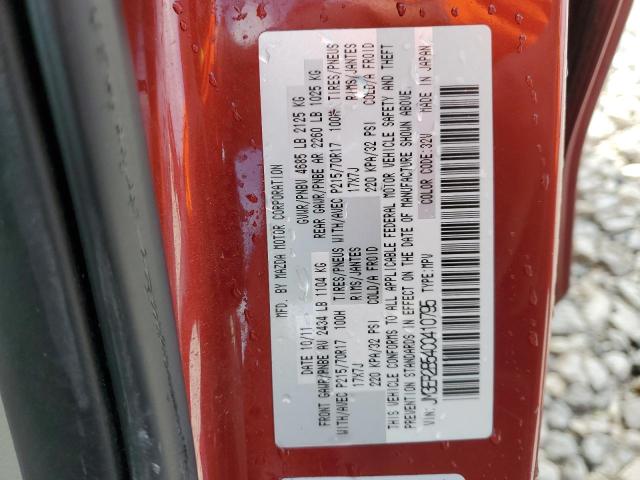 MFD. BY MAZDA MOTOR CORPORATION
DATE 10/11 GVWR/PNBV 4685 LB 2125 KG
FRONT GAWR/PNBE AV 2434 LB 1104 KG REAR GAWR/PNBE AR 2260 LB 1025 KG
WITH/AVEC P215/70R17 100H TIRES/PNEUS WITH/AVEC P215/70R17 100H TIRES/PNEUS
17X7J RIMS/JANTES 17X7J RIMS/JANTES
220 KPA/32 PSI COLD/A FROID 220 KPA/32 PSI COLD/A FROID
THIS VEHICLE CONFORMS TO ALL APPLICABLE FEDERAL MOTOR VEHICLE SAFETY AND THEFT
PREVENTION STANDARDS IN EFFECT ON THE DATE OF MANUFACTURE SHOWN ABOVE.
VIN: TYPE: MPV COLOR CODE: 32V MADE IN JAPAN